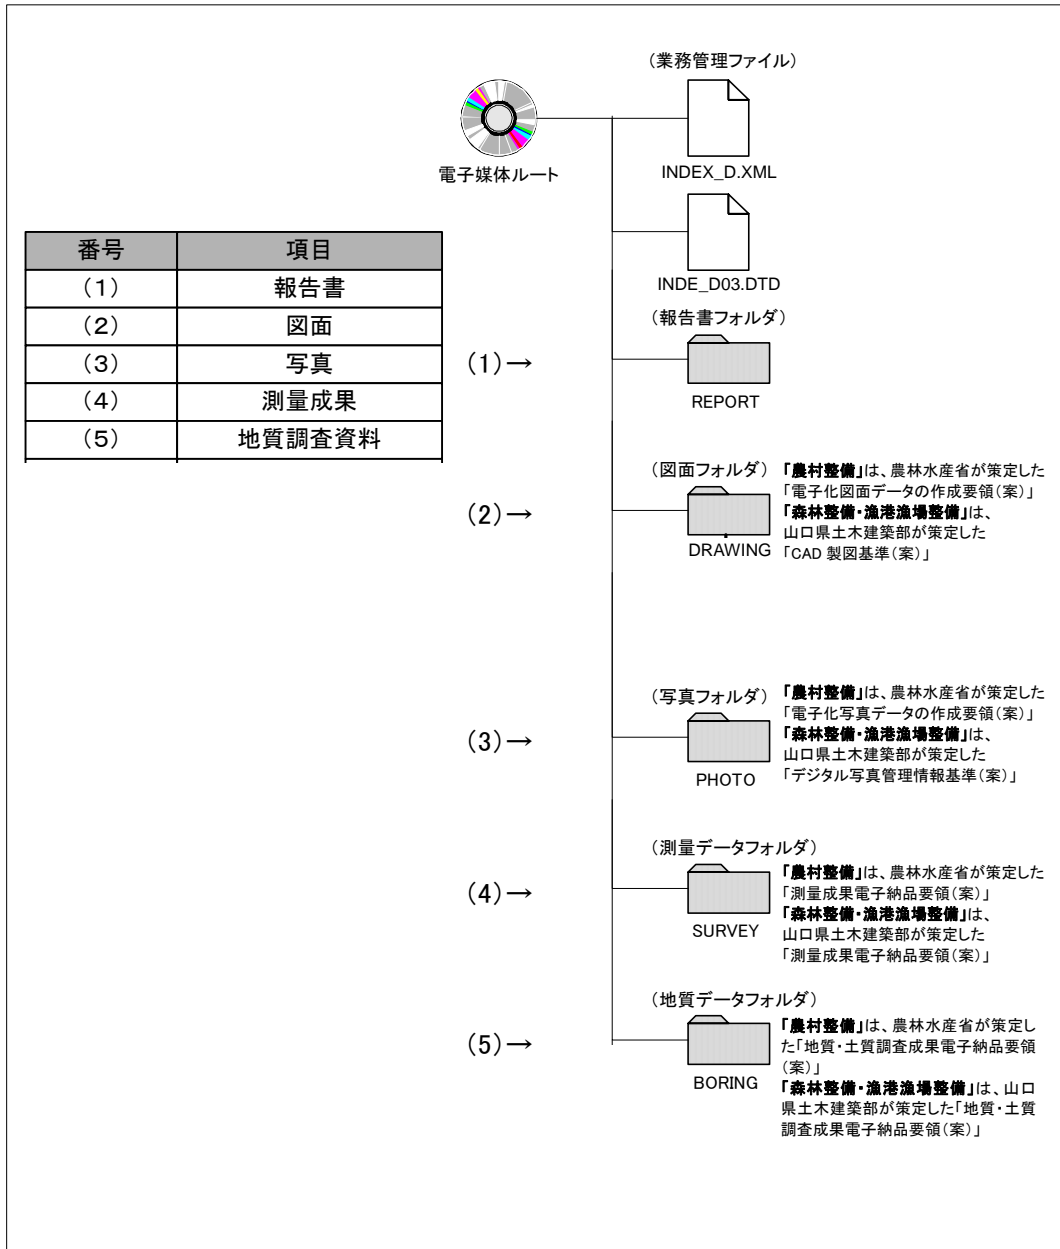 (業務管理ファイル)
電子媒体ルート
INDEX_D.XML
INDE_D03.DTD
番号 項目
(1) 報告書
(2) 図面
(3) 写真
(4) 測量成果
(5) 地質調査資料
(報告書フォルダ)
(1)→
REPORT
(図面フォルダ)
(2)→
DRAWING
「農村整備」は、農林水産省が策定した
「電子化図面データの作成要領(案)」
「森林整備・漁港漁場整備」は、
山口県土木建築部が策定した
「CAD 製図基準(案)」
(写真フォルダ)
(3)→
PHOTO
「農村整備」は、農林水産省が策定した
「電子化写真データの作成要領(案)」
「森林整備・漁港漁場整備」は、
山口県土木建築部が策定した
「デジタル写真管理情報基準(案)」
(測量データフォルダ)
(4)→
SURVEY
「農村整備」は、農林水産省が策定した
「測量成果電子納品要領(案)」
「森林整備・漁港漁場整備」は、
山口県土木建築部が策定した
「測量成果電子納品要領(案)」
(地質データフォルダ)
(5)→
BORING
「農村整備」は、農林水産省が策定し
た「地質・土質調査成果電子納品要領
(案)」
「森林整備・漁港漁場整備」は、山口
県土木建築部が策定した「地質・土質
調査成果電子納品要領(案)」